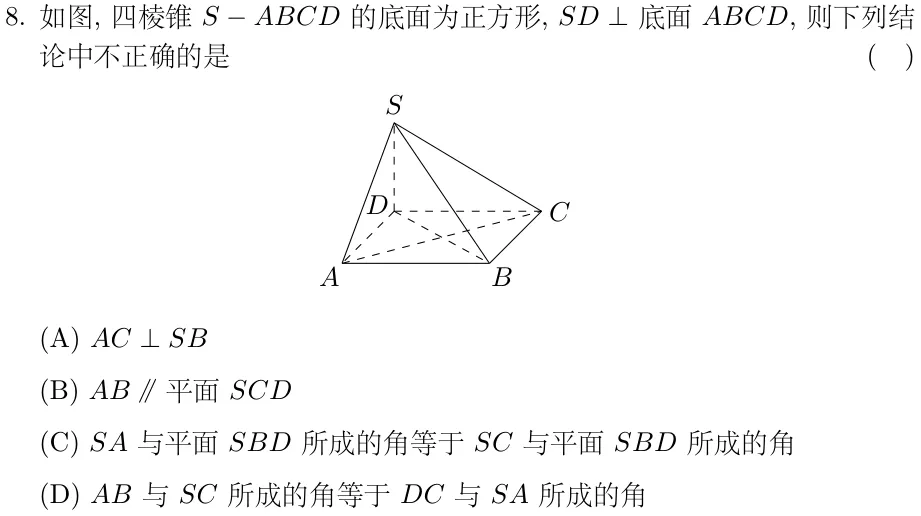 8. 如图, 四棱锥 S − ABCD 的底面为正方形, SD ⊥ 底面 ABCD, 则下列结
论中不正确的是 ( )
S
D
C
A
B
(A) AC ⊥ SB
(B) AB ∥ 平面 SCD
(C) SA 与平面 SBD 所成的角等于 SC 与平面 SBD 所成的角
(D) AB 与 SC 所成的角等于 DC 与 SA 所成的角